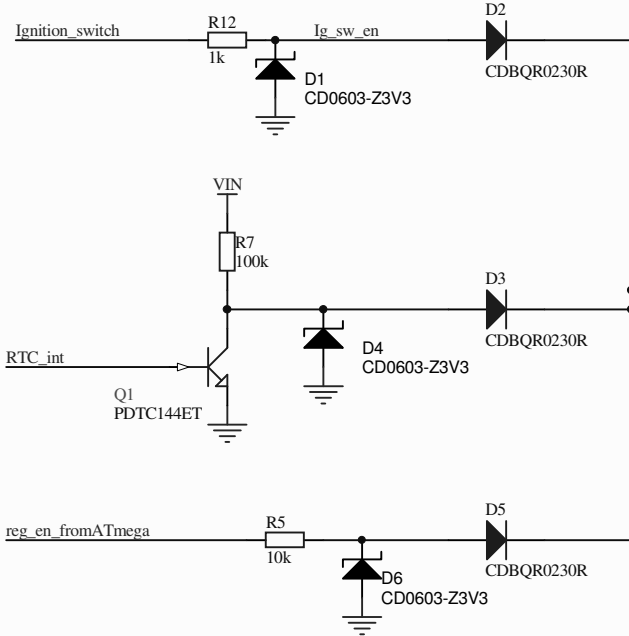 D2
Ignition_switch R12 Ig_sw_en
1k
CDBQR0230R
D1
CD0603-Z3V3
VIN
R7
100k
D3
RTC_int
D4
CD0603-Z3V3
CDBQR0230R
Q1
PDTC144ET
D5
reg_en_fromATmega R5
10k
CDBQR0230R
D6
CD0603-Z3V3